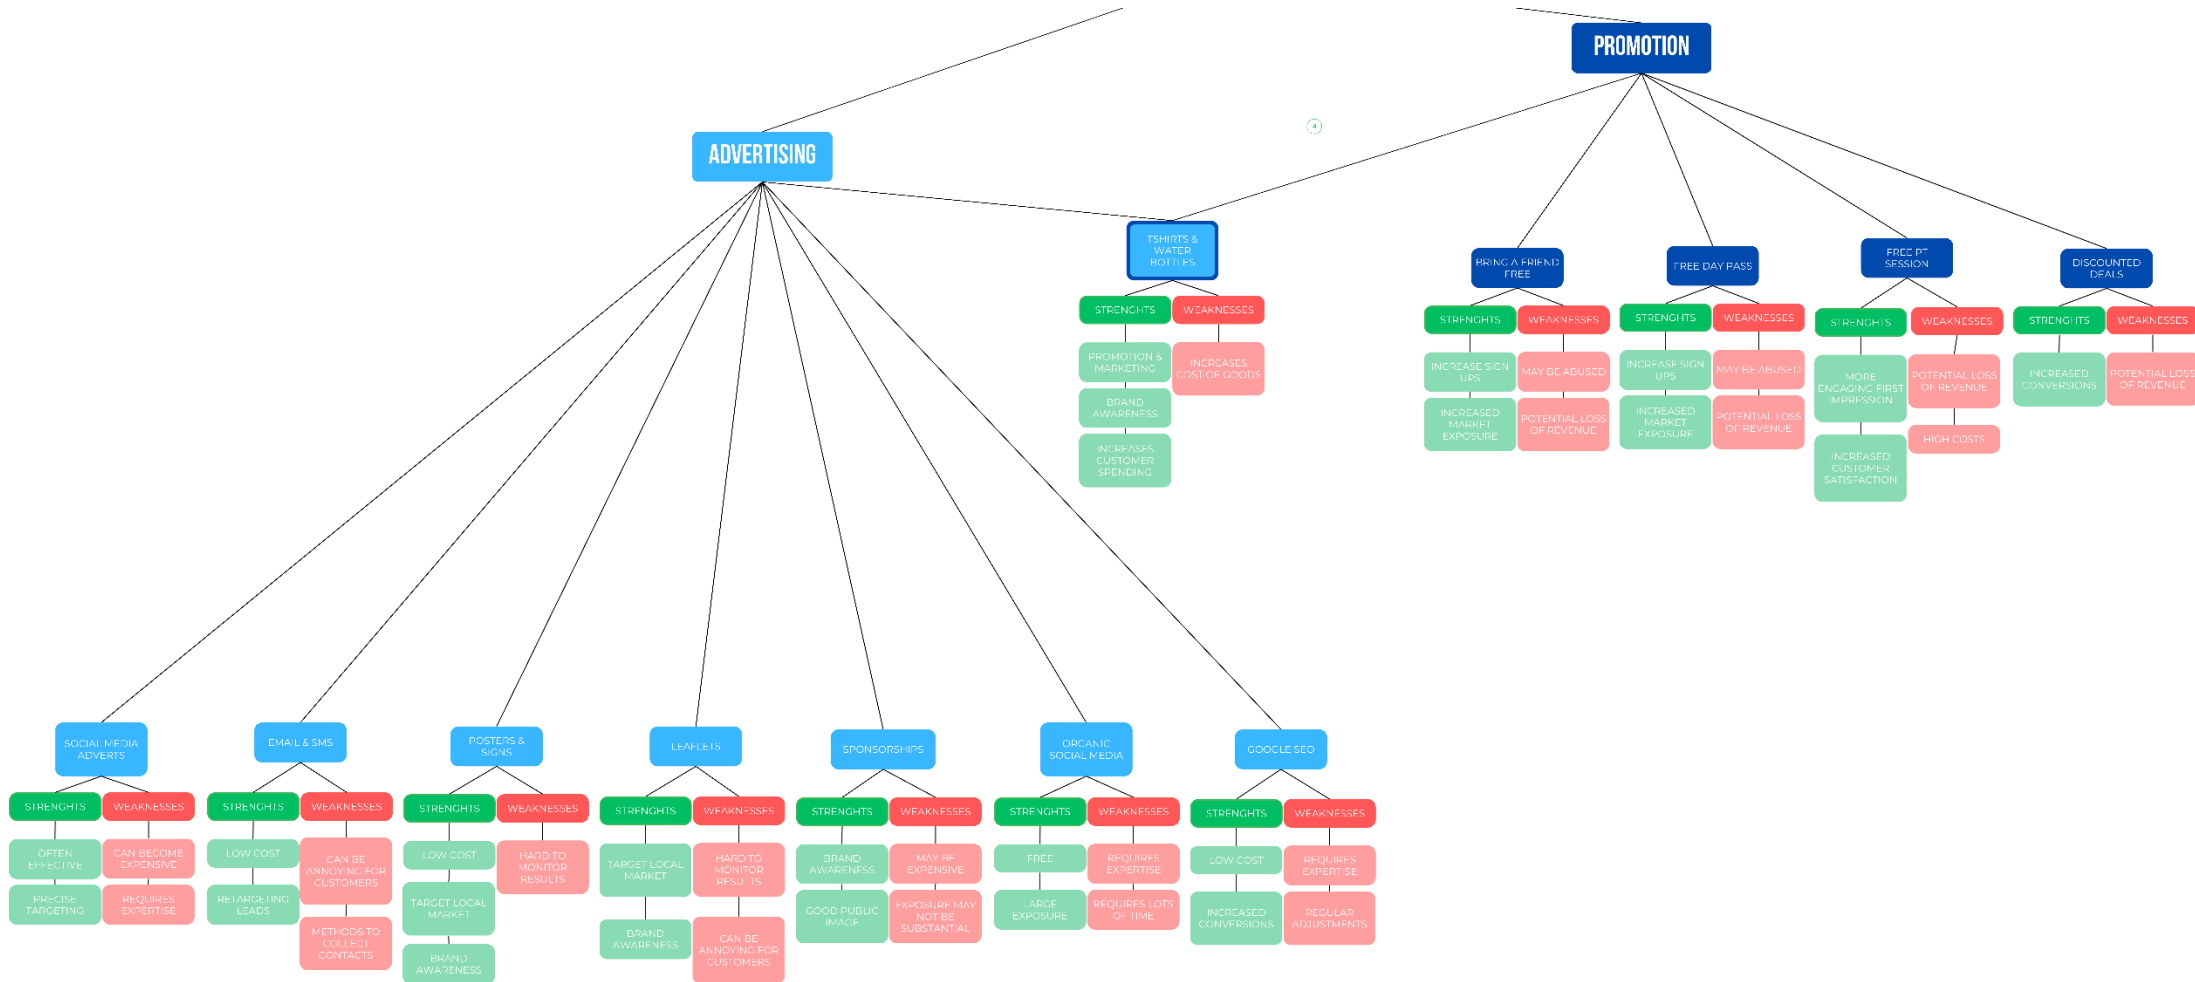 PROMOTION
4
ADVERTISING
TSHIRTS &
WATER
BOTTLES
STRENGHTS
WEAKNESSES
PROMOTION &
MARKETING
BRAND
AWARENESS
INCREASES
CUSTOMER
SPENDING
INCREASES
COST OF GOODS
BRING A FRIEND
FREE
STRENGHTS
WEAKNESSES
INCREASE SIGN
UPS
INCREASED
MARKET
EXPOSURE
MAY BE ABUSED
POTENTIAL LOSS
OF REVENUE
FREE DAY PASS
STRENGHTS
WEAKNESSES
INCREASE SIGN
UPS
INCREASED
MARKET
EXPOSURE
MAY BE ABUSED
POTENTIAL LOSS
OF REVENUE
FREE PT
SESSION
STRENGHTS
WEAKNESSES
MORE
ENGAGING FIRST
IMPRESSION
INCREASED
CUSTOMER
SATISFACTION
POTENTIAL LOSS
OF REVENUE
HIGH COSTS
DISCOUNTED
DEALS
STRENGHTS
WEAKNESSES
INCREASED
CONVERSIONS
POTENTIAL LOSS
OF REVENUE
SOCIAL MEDIA
ADVERTS
STRENGHTS
WEAKNESSES
OFTEN
EFFECTIVE
PRECISE
TARGETING
CAN BECOME
EXPENSIVE
REQUIRES
EXPERTISE
EMAIL & SMS
STRENGHTS
WEAKNESSES
LOW COST
RETARGETING
LEADS
CAN BE
ANNOYING FOR
CUSTOMERS
METHODS TO
COLLECT
CONTACTS
POSTERS &
SIGNS
STRENGHTS
WEAKNESSES
LOW COST
TARGET LOCAL
MARKET
BRAND
AWARENESS
HARD TO
MONITOR
RESULTS
LEAFLETS
STRENGHTS
WEAKNESSES
TARGET LOCAL
MARKET
BRAND
AWARENESS
HARD TO
MONITOR
RESULTS
CAN BE
ANNOYING FOR
CUSTOMERS
SPONSORSHIPS
STRENGHTS
WEAKNESSES
BRAND
AWARENESS
GOOD PUBLIC
IMAGE
MAY BE
EXPENSIVE
EXPOSURE MAY
NOT BE
SUBSTANTIAL
ORGANIC
SOCIAL MEDIA
STRENGHTS
WEAKNESSES
FREE
LARGE
EXPOSURE
REQUIRES
EXPERTISE
REQUIRES LOTS
OF TIME
GOOGLE SEO
STRENGHTS
WEAKNESSES
LOW COST
INCREASED
CONVERSIONS
REQUIRES
EXPERTISE
REGULAR
ADJUSTMENTS